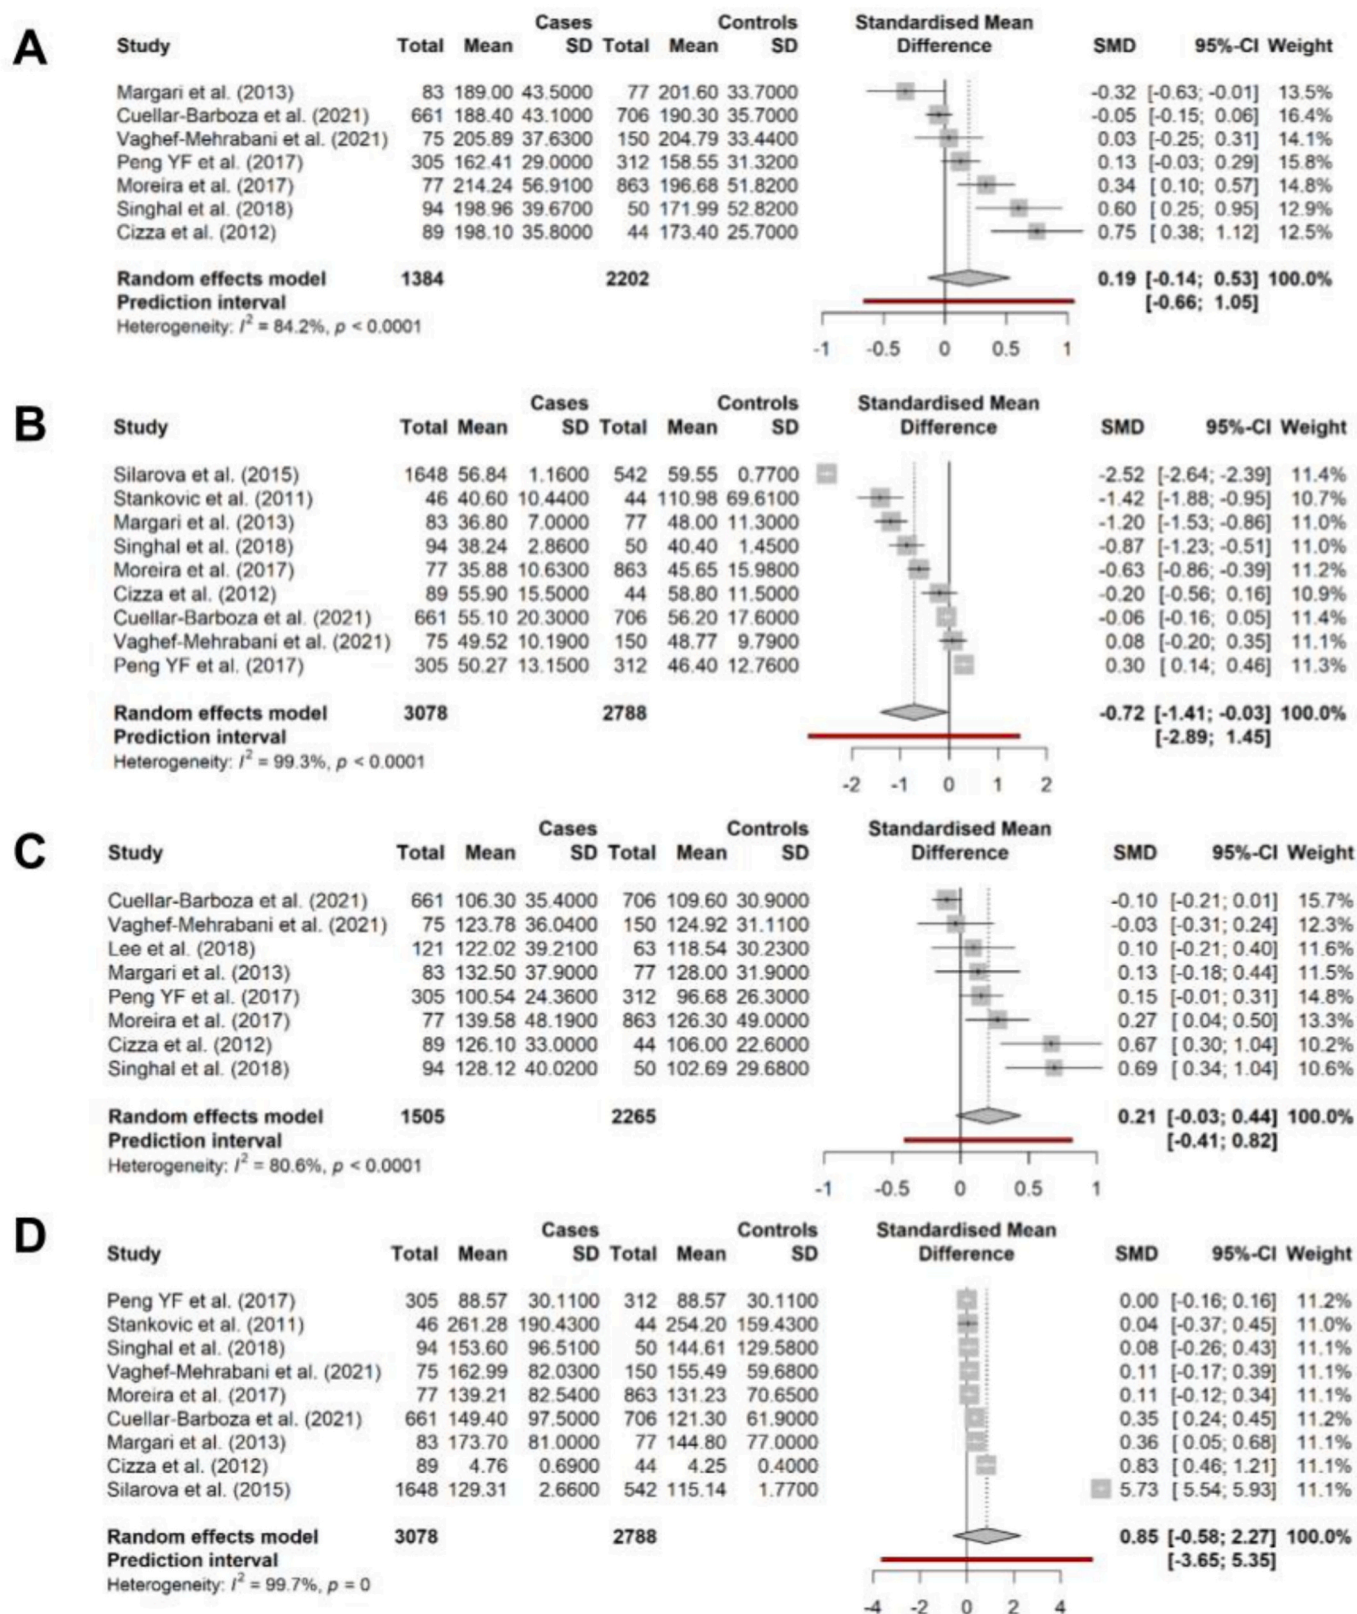 A
Cases Controls Standardised Mean
Study Total Mean SD Total Mean SD Difference SMD 95%-CI Weight
Margari et al. (2013) 83 189.00 43.5000 77 201.60 33.7000 -0.32 [-0.63; -0.01] 13.5%
Cuellar-Barboza et al. (2021) 661 188.40 43.1000 706 190.30 35.7000 -0.05 [-0.15; 0.06] 16.4%
Vaghef-Mehrabani et al. (2021) 75 205.89 37.6300 150 204.79 33.4400 0.03 [-0.25; 0.31] 14.1%
Peng YF et al. (2017) 305 162.41 29.0000 312 158.55 31.3200 0.13 [-0.03; 0.29] 15.8%
Moreira et al. (2017) 77 214.24 56.9100 863 196.68 51.8200 0.34 [ 0.10; 0.57] 14.8%
Singhal et al. (2018) 94 198.96 39.6700 50 171.99 52.8200 0.60 [ 0.25; 0.95] 12.9%
Cizza et al. (2012) 89 198.10 35.8000 44 173.40 25.7000 0.75 [ 0.38; 1.12] 12.5%
Random effects model 1384 2202 0.19 [-0.14; 0.53] 100.0%
Prediction interval [-0.66; 1.05]
Heterogeneity: I² = 84.2%, p < 0.0001
-1 -0.5 0 0.5 1
B
Cases Controls Standardised Mean
Study Total Mean SD Total Mean SD Difference SMD 95%-CI Weight
Silarova et al. (2015) 1648 56.84 1.1600 542 59.55 0.7700 -2.52 [-2.64; -2.39] 11.4%
Stankovic et al. (2011) 46 40.60 10.4400 44 110.98 69.6100 -1.42 [-1.88; -0.95] 10.7%
Margari et al. (2013) 83 36.80 7.0000 77 48.00 11.3000 -1.20 [-1.53; -0.86] 11.0%
Singhal et al. (2018) 94 38.24 2.8600 50 40.40 1.4500 -0.87 [-1.23; -0.51] 11.0%
Moreira et al. (2017) 77 35.88 10.6300 863 45.65 15.9800 -0.63 [-0.86; -0.39] 11.2%
Cizza et al. (2012) 89 55.90 15.5000 44 58.80 11.5000 -0.20 [-0.56; 0.16] 10.9%
Cuellar-Barboza et al. (2021) 661 55.10 20.3000 706 56.20 17.6000 -0.06 [-0.16; 0.05] 11.4%
Vaghef-Mehrabani et al. (2021) 75 49.52 10.1900 150 48.77 9.7900 0.08 [-0.20; 0.35] 11.1%
Peng YF et al. (2017) 305 50.27 13.1500 312 46.40 12.7600 0.30 [ 0.14; 0.46] 11.3%
Random effects model 3078 2788 -0.72 [-1.41; -0.03] 100.0%
Prediction interval [-2.89; 1.45]
Heterogeneity: I² = 99.3%, p < 0.0001
-2 -1 0 1 2
C
Cases Controls Standardised Mean
Study Total Mean SD Total Mean SD Difference SMD 95%-CI Weight
Cuellar-Barboza et al. (2021) 661 106.30 35.4000 706 109.60 30.9000 -0.10 [-0.21; 0.01] 15.7%
Vaghef-Mehrabani et al. (2021) 75 123.78 36.0400 150 124.92 31.1100 -0.03 [-0.31; 0.24] 12.3%
Lee et al. (2018) 121 122.02 39.2100 63 118.54 30.2300 0.10 [-0.21; 0.40] 11.6%
Margari et al. (2013) 83 132.50 37.9000 77 128.00 31.9000 0.13 [-0.18; 0.44] 11.5%
Peng YF et al. (2017) 305 100.54 24.3600 312 96.68 26.3000 0.15 [-0.01; 0.31] 14.8%
Moreira et al. (2017) 77 139.58 48.1900 863 126.30 49.0000 0.27 [ 0.04; 0.50] 13.3%
Cizza et al. (2012) 89 126.10 33.0000 44 106.00 22.6000 0.67 [ 0.30; 1.04] 10.2%
Singhal et al. (2018) 94 128.12 40.0200 50 102.69 29.6800 0.69 [ 0.34; 1.04] 10.6%
Random effects model 1505 2265 0.21 [-0.03; 0.44] 100.0%
Prediction interval [-0.41; 0.82]
Heterogeneity: I² = 80.6%, p < 0.0001
-1 -0.5 0 0.5 1
D
Cases Controls Standardised Mean
Study Total Mean SD Total Mean SD Difference SMD 95%-CI Weight
Peng YF et al. (2017) 305 88.57 30.1100 312 88.57 30.1100 0.00 [-0.16; 0.16] 11.2%
Stankovic et al. (2011) 46 261.28 190.4300 44 254.20 159.4300 0.04 [-0.37; 0.45] 11.0%
Singhal et al. (2018) 94 153.60 96.5100 50 144.61 129.5800 0.08 [-0.26; 0.43] 11.1%
Vaghef-Mehrabani et al. (2021) 75 162.99 82.0300 150 155.49 59.6800 0.11 [-0.17; 0.39] 11.1%
Moreira et al. (2017) 77 139.21 82.5400 863 131.23 70.6500 0.11 [-0.12; 0.34] 11.1%
Cuellar-Barboza et al. (2021) 661 149.40 97.5000 706 121.30 61.9000 0.35 [ 0.24; 0.45] 11.2%
Margari et al. (2013) 83 173.70 81.0000 77 144.80 77.0000 0.36 [ 0.05; 0.68] 11.1%
Cizza et al. (2012) 89 4.76 0.6900 44 4.25 0.4000 0.83 [ 0.46; 1.21] 11.1%
Silarova et al. (2015) 1648 129.31 2.6600 542 115.14 1.7700 5.73 [ 5.54; 5.93] 11.1%
Random effects model 3078 2788 0.85 [-0.58; 2.27] 100.0%
Prediction interval [-3.65; 5.35]
Heterogeneity: I² = 99.7%, p = 0
-4 -2 0 2 4